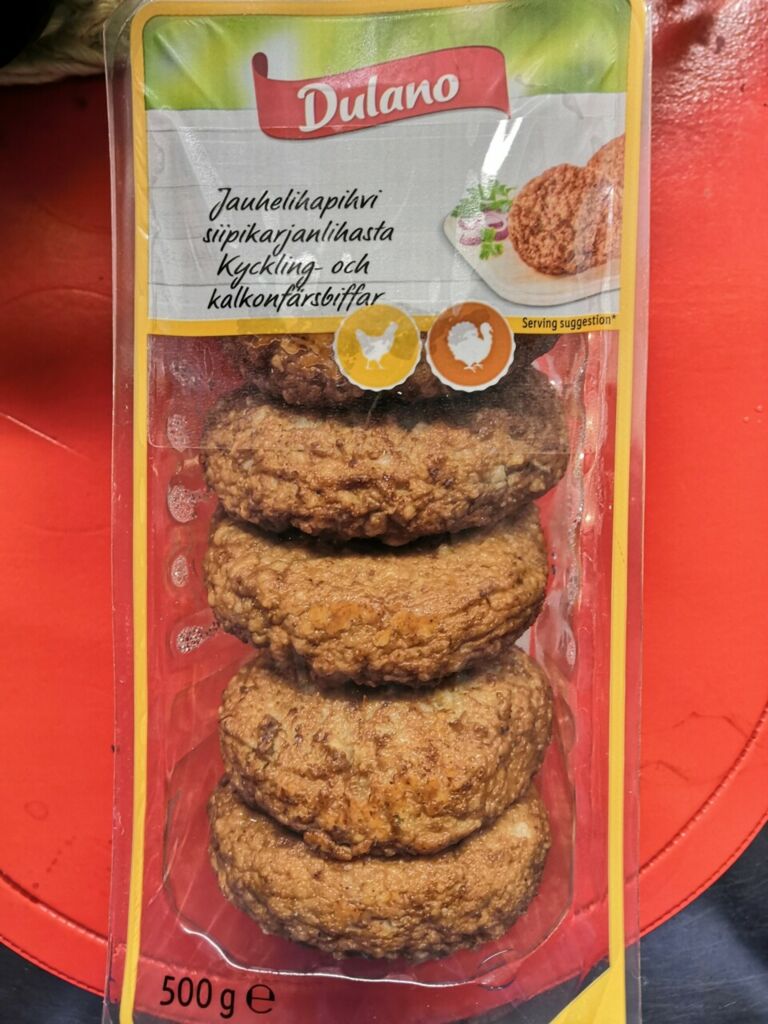 Dulano
Jauhelihapihvi
siipikarjanlihasta
Kyckling- och
kalkonfärsbiffar
Serving suggestion*
500 g ℮